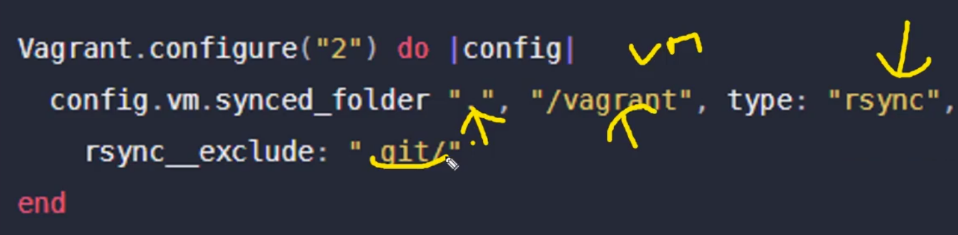 vm
Vagrant.configure("2") do |config|
  config.vm.synced_folder ".", "/vagrant", type: "rsync",
    rsync__exclude: ".git/"
end